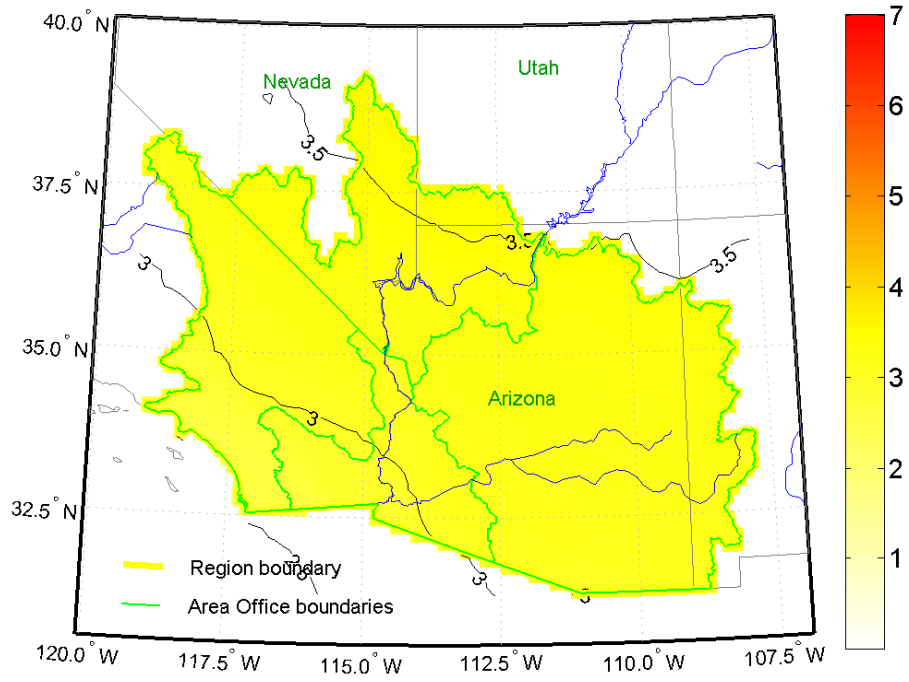 40.0° N
7
Nevada
Utah
6
3.5
37.5° N
5
3.5
3.5
3
4
35.0° N
3
Arizona
3
2
32.5° N
1
Region boundary
3
Area Office boundaries
120.0° W
117.5° W
115.0° W
112.5° W
110.0° W
107.5° W